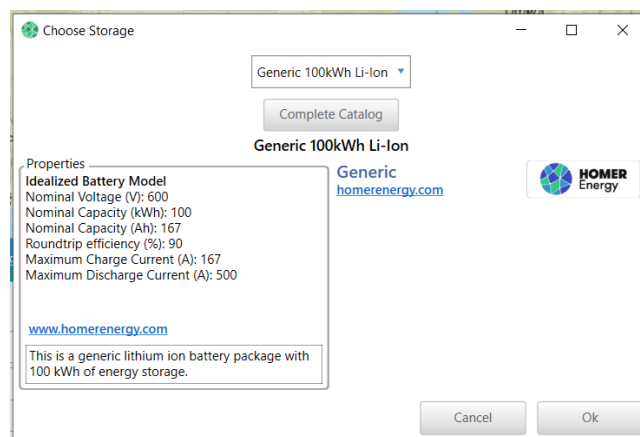 Ottawa
Choose Storage
Generic 100kWh Li-Ion
Complete Catalog
Generic 100kWh Li-Ion
Properties
Idealized Battery Model
Nominal Voltage (V): 600
Nominal Capacity (kWh): 100
Nominal Capacity (Ah): 167
Roundtrip efficiency (%): 90
Maximum Charge Current (A): 167
Maximum Discharge Current (A): 500
www.homerenergy.com
This is a generic lithium ion battery package with
100 kWh of energy storage.
Generic
homerenergy.com
HOMER
Energy
Cancel
Ok